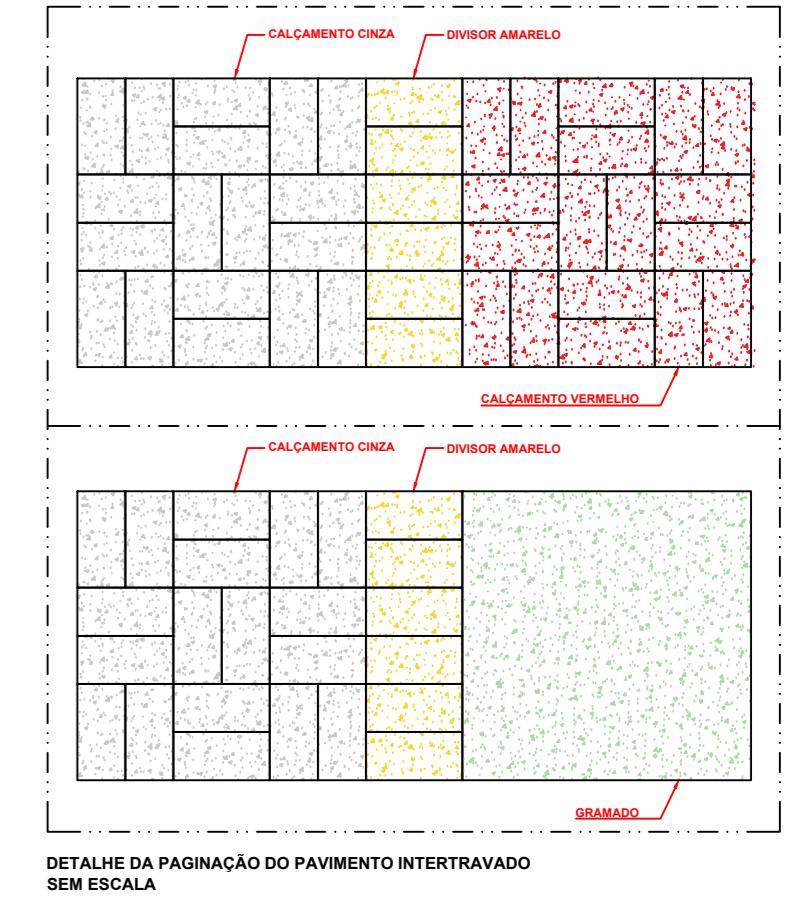 CALÇAMENTO CINZA
DIVISOR AMARELO
CALÇAMENTO VERMELHO
CALÇAMENTO CINZA
DIVISOR AMARELO
GRAMADO
DETALHE DA PAGINAÇÃO DO PAVIMENTO INTERTRAVADO
SEM ESCALA